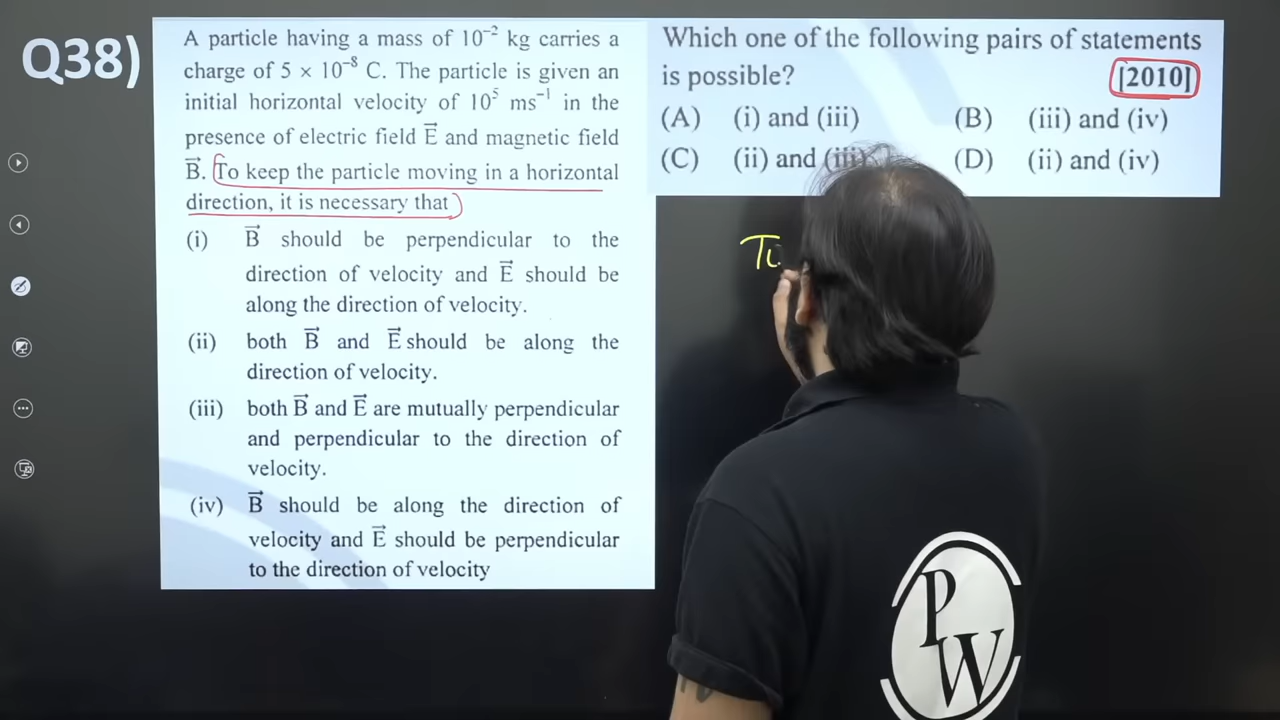 Q38)
A particle having a mass of 10⁻² kg carries a
charge of 5 × 10⁻⁸ C. The particle is given an
initial horizontal velocity of 10⁵ ms⁻¹ in the
presence of electric field E⃗ and magnetic field
B⃗. To keep the particle moving in a horizontal
direction, it is necessary that
(i) B⃗ should be perpendicular to the
direction of velocity and E⃗ should be
along the direction of velocity.
(ii) both B⃗ and E⃗ should be along the
direction of velocity.
(iii) both B⃗ and E⃗ are mutually perpendicular
and perpendicular to the direction of
velocity.
(iv) B⃗ should be along the direction of
velocity and E⃗ should be perpendicular
to the direction of velocity
Which one of the following pairs of statements
is possible? [2010]
(A) (i) and (iii) (B) (iii) and (iv)
(C) (ii) and (iii) (D) (ii) and (iv)
PW